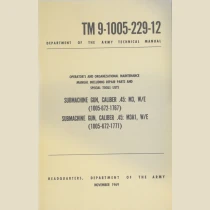 TM 9-1005-229-12
DEPARTMENT OF THE ARMY TECHNICAL MANUAL
OPERATOR'S AND ORGANIZATIONAL MAINTENANCE
MANUAL INCLUDING REPAIR PARTS AND
SPECIAL TOOLS LISTS
SUBMACHINE GUN, CALIBER .45: M3, W/E
(1005-672-1767)
SUBMACHINE GUN, CALIBER .45: M3A1, W/E
(1005-672-1771)
HEADQUARTERS, DEPARTMENT OF THE ARMY
NOVEMBER 1969